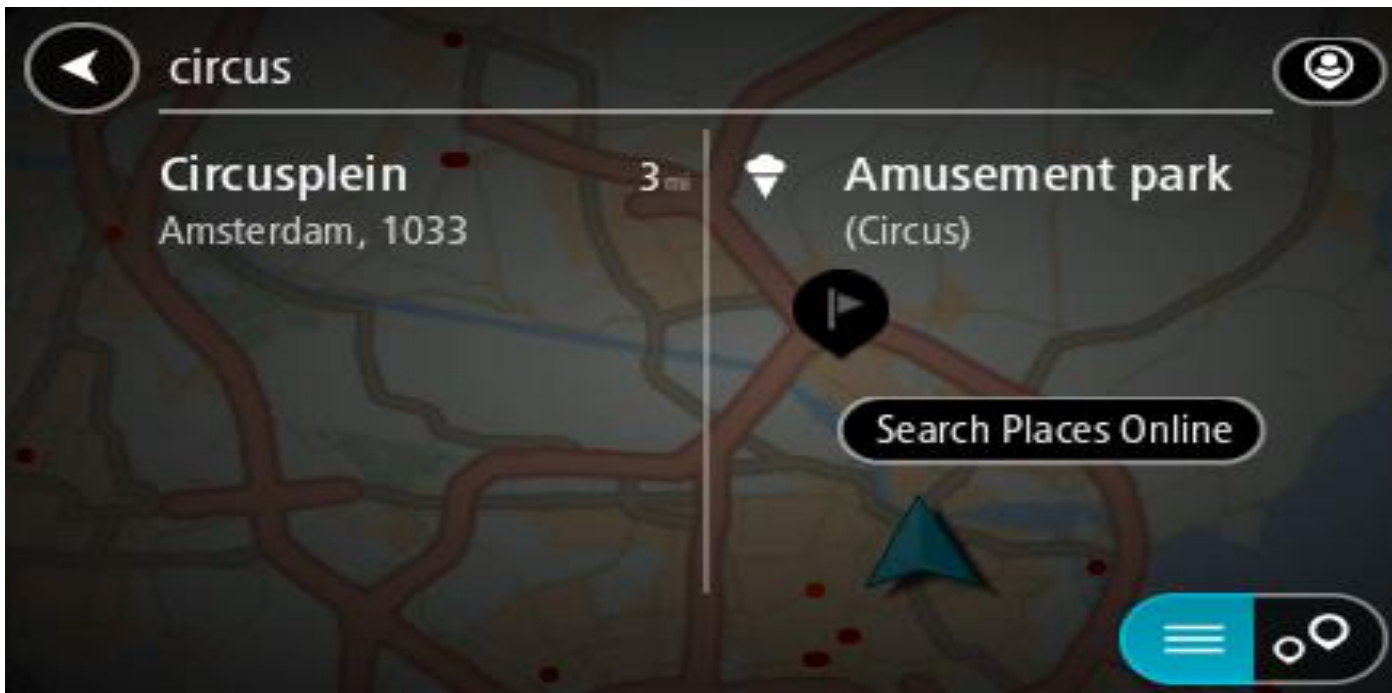 circus
Circusplein
3 mi
Amsterdam, 1033
Amusement park
(Circus)
Search Places Online